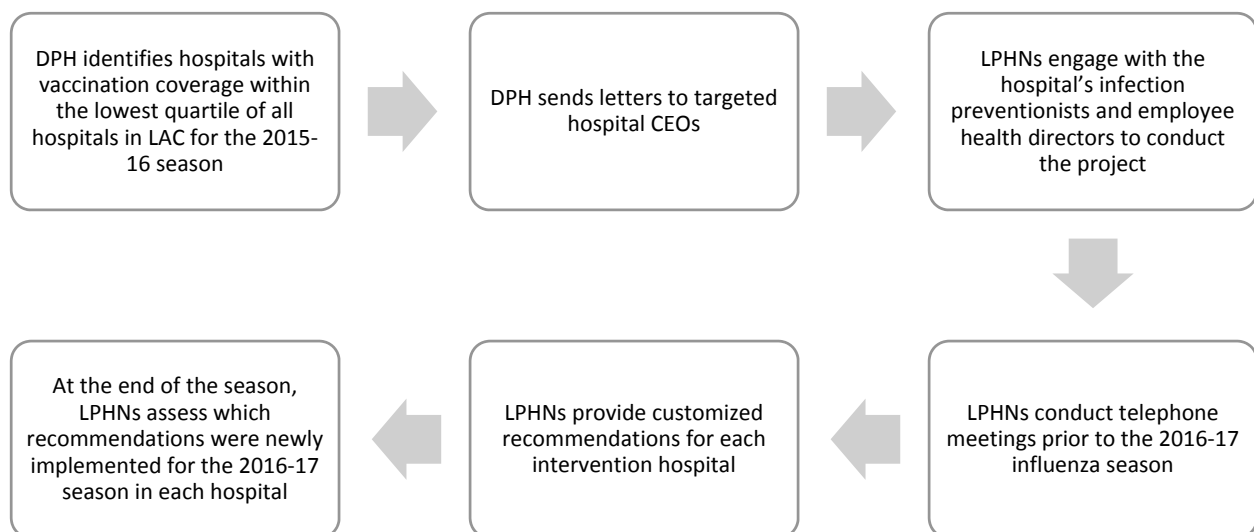 DPH identifies hospitals with
vaccination coverage within
the lowest quartile of all
hospitals in LAC for the 2015-
16 season
DPH sends letters to targeted
hospital CEOs
LPHNs engage with the
hospital’s infection
preventionists and employee
health directors to conduct
the project
LPHNs conduct telephone
meetings prior to the 2016-17
influenza season
LPHNs provide customized
recommendations for each
intervention hospital
At the end of the season,
LPHNs assess which
recommendations were newly
implemented for the 2016-17
season in each hospital